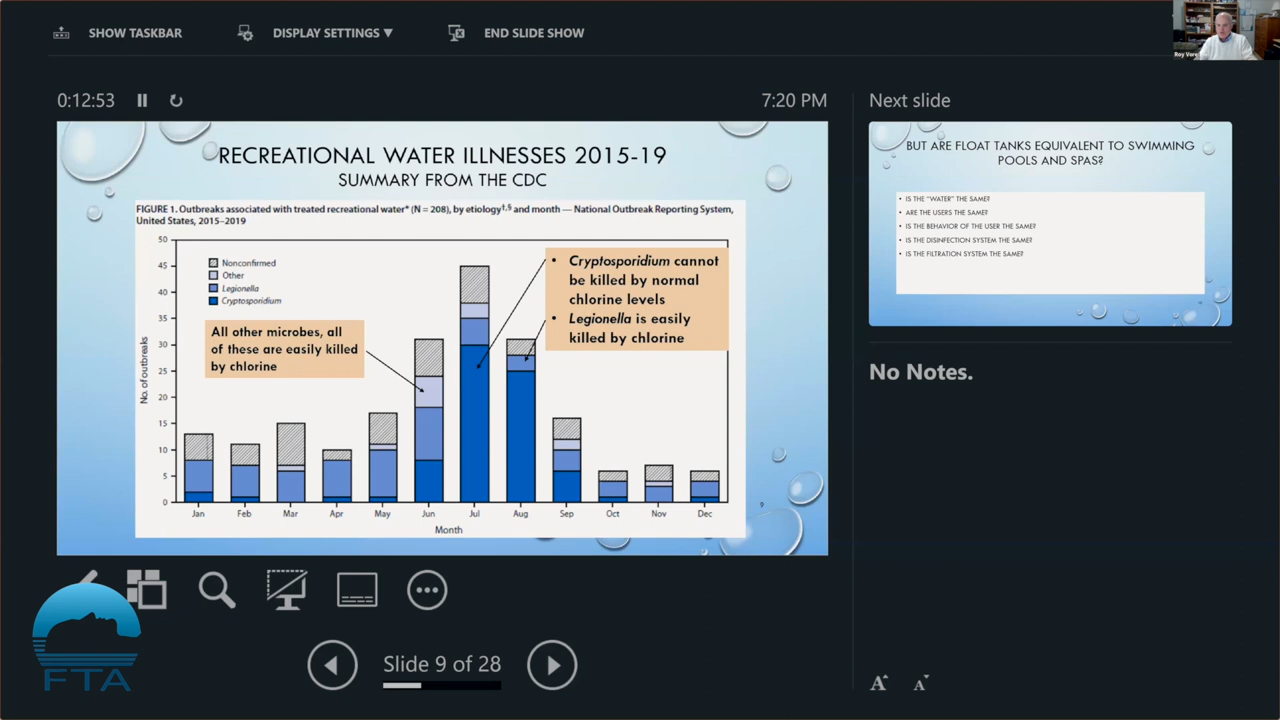 SHOW TASKBAR
DISPLAY SETTINGS ▼
END SLIDE SHOW
0:12:53
7:20 PM
RECREATIONAL WATER ILLNESSES 2015-19
SUMMARY FROM THE CDC
FIGURE 1. Outbreaks associated with treated recreational water* (N = 208), by etiology†,§ and month — National Outbreak Reporting System,
United States, 2015–2019
No. of outbreaks
50
45
40
35
30
25
20
15
10
5
0
Nonconfirmed
Other
Legionella
Cryptosporidium
All other microbes, all
of these are easily killed
by chlorine
• Cryptosporidium cannot
be killed by normal
chlorine levels
• Legionella is easily
killed by chlorine
Jan Feb Mar Apr May Jun Jul Aug Sep Oct Nov Dec
Month
9
Slide 9 of 28
FTA
Next slide
BUT ARE FLOAT TANKS EQUIVALENT TO SWIMMING
POOLS AND SPAS?
• IS THE "WATER" THE SAME?
• ARE THE USERS THE SAME?
• IS THE BEHAVIOR OF THE USER THE SAME?
• IS THE DISINFECTION SYSTEM THE SAME?
• IS THE FILTRATION SYSTEM THE SAME?
No Notes.
A A
Roy Vore